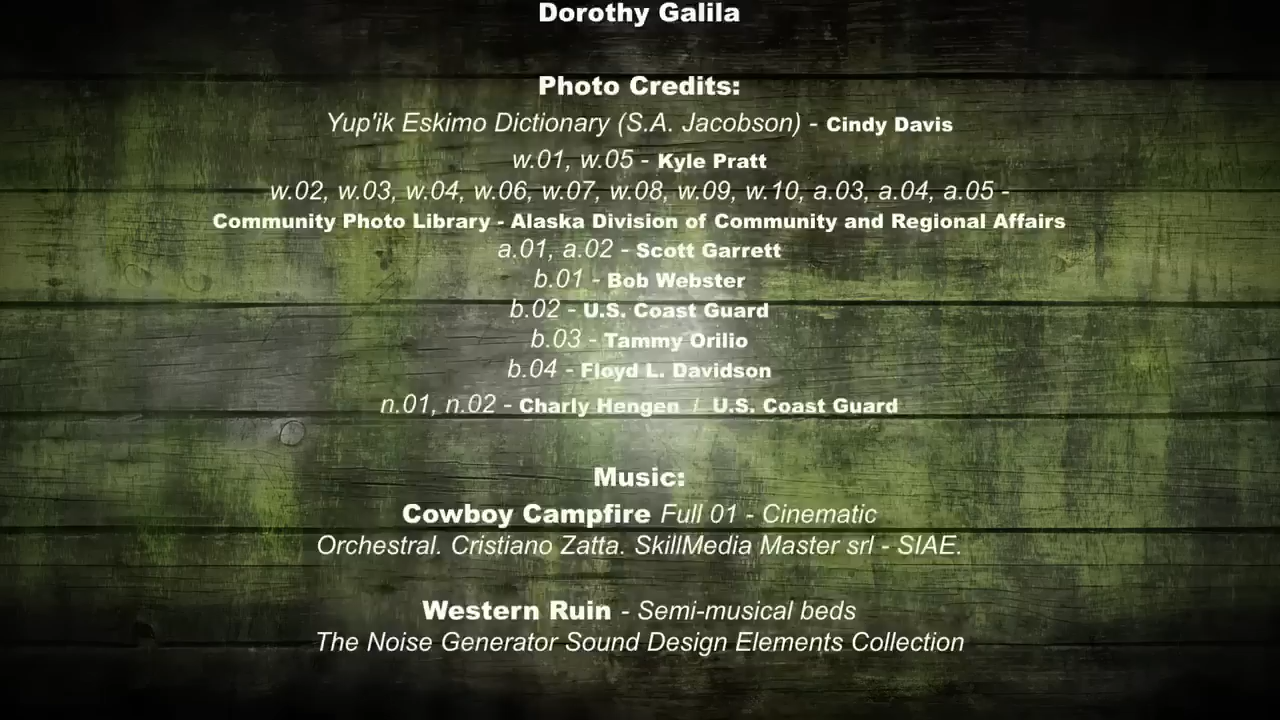 Dorothy Galila
Photo Credits:
Yup'ik Eskimo Dictionary (S.A. Jacobson) - Cindy Davis
w.01, w.05 - Kyle Pratt
w.02, w.03, w.04, w.06, w.07, w.08, w.09, w.10, a.03, a.04, a.05 -
Community Photo Library - Alaska Division of Community and Regional Affairs
a.01, a.02 - Scott Garrett
b.01 - Bob Webster
b.02 - U.S. Coast Guard
b.03 - Tammy Orilio
b.04 - Floyd L. Davidson
n.01, n.02 - Charly Hengen / U.S. Coast Guard
Music:
Cowboy Campfire Full 01 - Cinematic
Orchestral. Cristiano Zatta. SkillMedia Master srl - SIAE.
Western Ruin - Semi-musical beds
The Noise Generator Sound Design Elements Collection